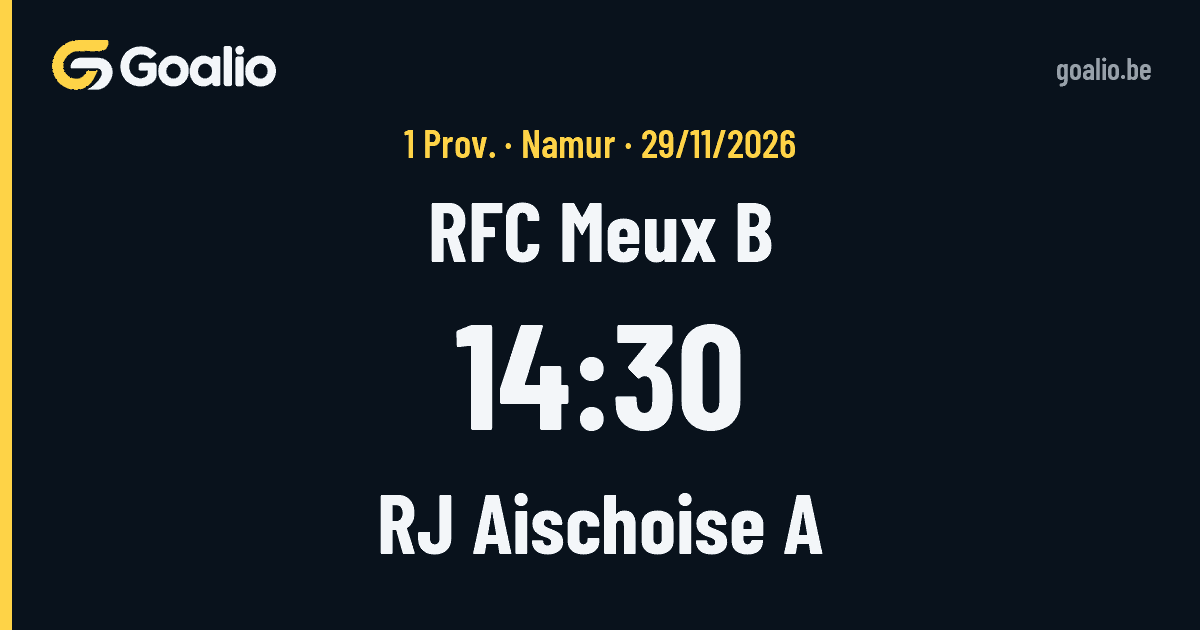 Goalio
goalio.be
1 Prov. · Namur · 29/11/2026
RFC Meux B
14:30
RJ Aischoise A